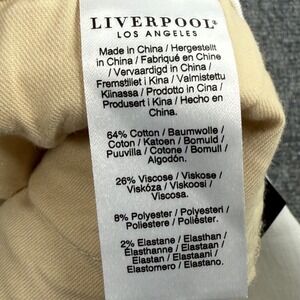 LIVERPOOL®
LOS ANGELES
Made in China / Hergestellt
in China / Fabriqué en Chine
/ Vervaardigd in China /
Fremstillet i Kina / Valmistettu
Kiinassa / Prodotto in Cina /
Produsert i Kina / Hecho en
China.
64% Cotton / Baumwolle /
Coton / Katoen / Bomuld /
Puuvilla / Cotone / Bomull /
Algodón.
26% Viscose / Viskose /
Viskóza / Viskoosi /
Viscosa.
8% Polyester / Polyesteri /
Poliestere / Poliéster.
2% Elastane / Elasthan /
Élasthanne / Elastaan /
Elastan / Elastaani /
Elastomero / Elastano.